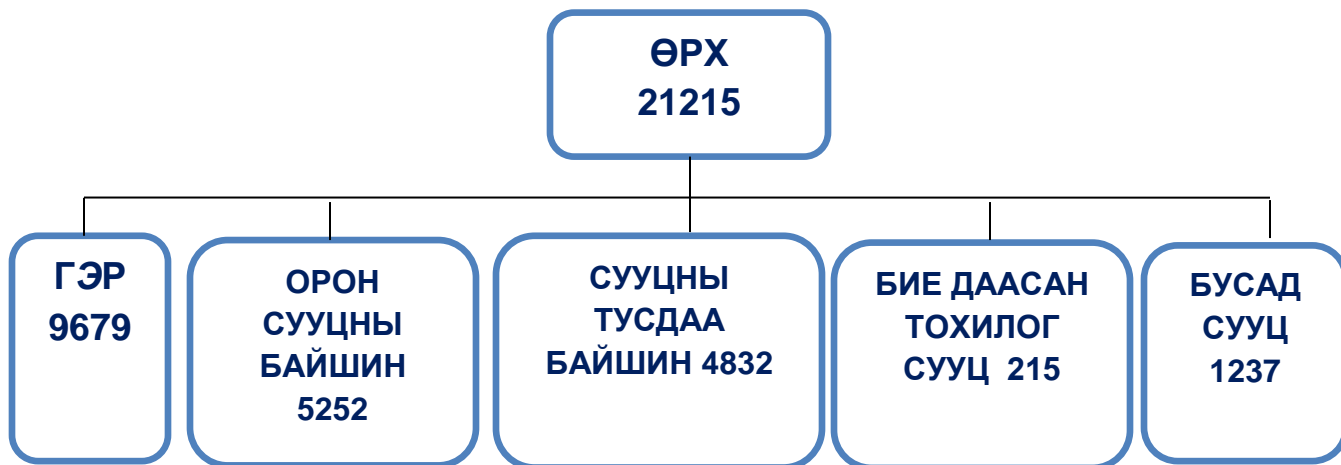 ӨРХ
21215
ГЭР
9679
ОРОН
СУУЦНЫ
БАЙШИН
5252
СУУЦНЫ
ТУСДАА
БАЙШИН 4832
БИЕ ДААСАН
ТОХИЛОГ
СУУЦ 215
БУСАД
СУУЦ
1237